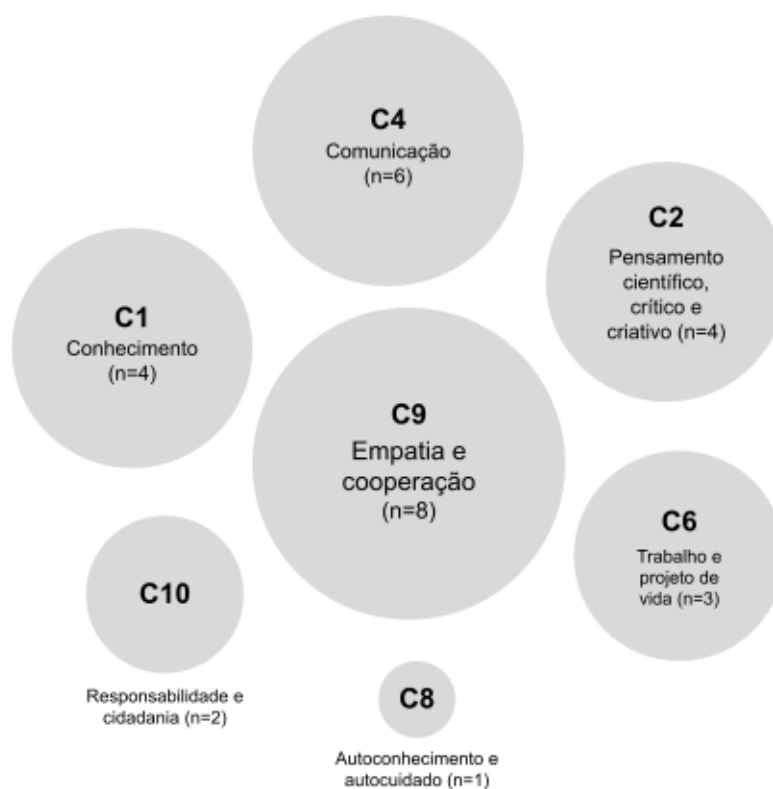 C4
Comunicação
(n=6)
C2
Pensamento
científico,
crítico e
criativo (n=4)
C1
Conhecimento
(n=4)
C9
Empatia e
cooperação
(n=8)
C6
Trabalho e
projeto de
vida (n=3)
C10
Responsabilidade e
cidadania (n=2)
C8
Autoconhecimento e
autocuidado (n=1)